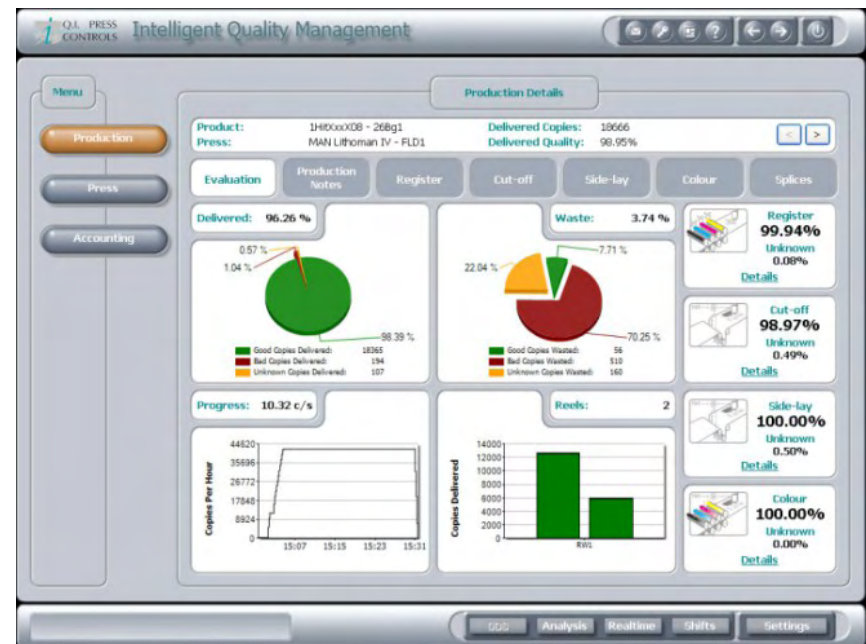 Q.I. PRESS
CONTROLS
Intelligent Quality Management
Menu
Production
Press
Accounting
Production Details
Product: 1HitXxxX08 - 26Bg1
Press: MAN Lithoman IV - FLD1
Delivered Copies: 18666
Delivered Quality: 98.95%
< >
Evaluation
Production
Notes
Register
Cut-off
Side-lay
Colour
Splices
Delivered: 96.26 %
0.57 %
1.04 %
98.39 %
Good Copies Delivered: 18365
Bad Copies Delivered: 194
Unknown Copies Delivered: 107
Waste: 3.74 %
7.71 %
22.04 %
70.25 %
Good Copies Wasted: 56
Bad Copies Wasted: 510
Unknown Copies Wasted: 160
Register
99.94%
Unknown
0.08%
Details
Cut-off
98.97%
Unknown
0.49%
Details
Progress: 10.32 c/s
Copies Per Hour
44620
35696
26772
17848
8924
0
15:07 15:15 15:23 15:31
Reels: 2
Copies Delivered
14000
12000
10000
8000
6000
4000
2000
0
RW1
Side-lay
100.00%
Unknown
0.50%
Details
Colour
100.00%
Unknown
0.00%
Details
Analysis
Realtime
Shifts
Settings